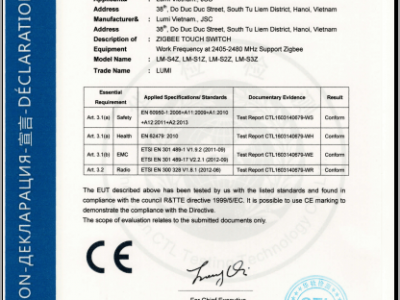 Applicant Lumi Vietnam., JSC
Address 38th, Do Duc Duc Street, South Tu Liem District, Hanoi, Vietnam
Manufacturer& Lumi Vietnam., JSC
Address 38th, Do Duc Duc Street, South Tu Liem District, Hanoi, Vietnam
Description of ZIGBEE TOUCH SWITCH
Equipment Work Frequency at 2405-2480 MHz Support Zigbee
Model No. LM-S4Z, LM-S1Z, LM-S2Z, LM-S3Z
Trade Name LUMI
Essential Requirement Applied Specifications/ Standards Documentary Evidence Result
Art. 3.1(a) Safety EN 60950-1:2006+A11:2009+A1:2010 +A12:2011+A2:2013 Test Report CTL1603140879-WS Conform
Art. 3.1(a) Health EN 62479: 2010 Test Report CTL1603140879-WH Conform
Art. 3.1(b) EMC ETSI EN 301 489-1 V1.9.2 (2011-09) ETSI EN 301 489-17 V2.2.1 (2012-09) Test Report CTL1603140879-WE Conform
Art. 3.2 Radio ETSI EN 300 328 V1.8.1 (2012-06) Test Report CTL1603140879-WR Conform
The EUT described above has been tested by us with the listed standards and found in
compliance with the council R&TTE directive 1999/5/EC. It is possible to use CE marking to
demonstrate the compliance with the Directive.
The scope of evaluation relates to the submitted documents only.
CE
For Chief Executive
ON-ДЕКЛАРАЦИЯ-宣言-DÉCLARATION